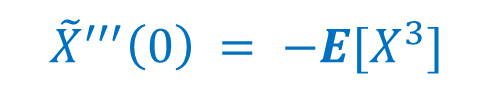 X̃′′′(0) = −E[X³]